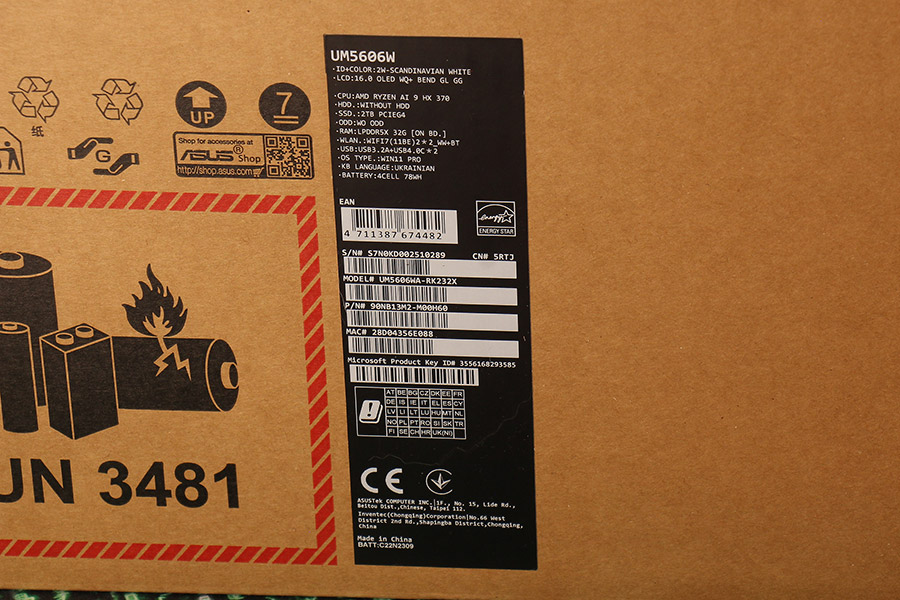 UM5606W
·ID+COLOR:2W-SCANDINAVIAN WHITE
·LCD:16.0 OLED WQ+ BEND GL GG
·CPU:AMD RYZEN AI 9 HX 370
·HDD.:WITHOUT HDD
·SSD.:2TB PCIEG4
·ODD:WO ODD
·RAM:LPDDR5X 32G [ON BD.]
·WLAN.:WIFI7(11BE)2*2_WW+BT
·USB:USB3.2A+USB4.0C*2
·OS TYPE.:WIN11 PRO
·KB LANGUAGE:UKRAINIAN
·BATTERY:4CELL 78WH
EAN
4 711387 674482
energy
ENERGY STAR
S/N# S7N0KD002510289 CN# 5RTJ
MODEL# UM5606WA-RK232X
P/N# 90NB13M2-M00H60
MAC# 28D04356E088
Microsoft Product Key ID# 3556168293585
AT BE BG CZ DK EE FR
DE IS IE IT EL ES CY
LV LI LT LU HU MT NL
NO PL PT RO SI SK TR
FI SE CH HR UK(NI)
CE
ASUSTek COMPUTER INC.|1F., No. 15, Lide Rd.,
Beitou Dist.,Chinese, Taipei 112.
Inventec(Chongqing)Corporation|No.66 West
District 2nd Rd.,Shapingba District,Chongqing,
China
Made in China
BATT:C22N2309
纸
UP
7
G
Shop for accessories at
ASUS® Shop
http://shop.asus.com
UN 3481